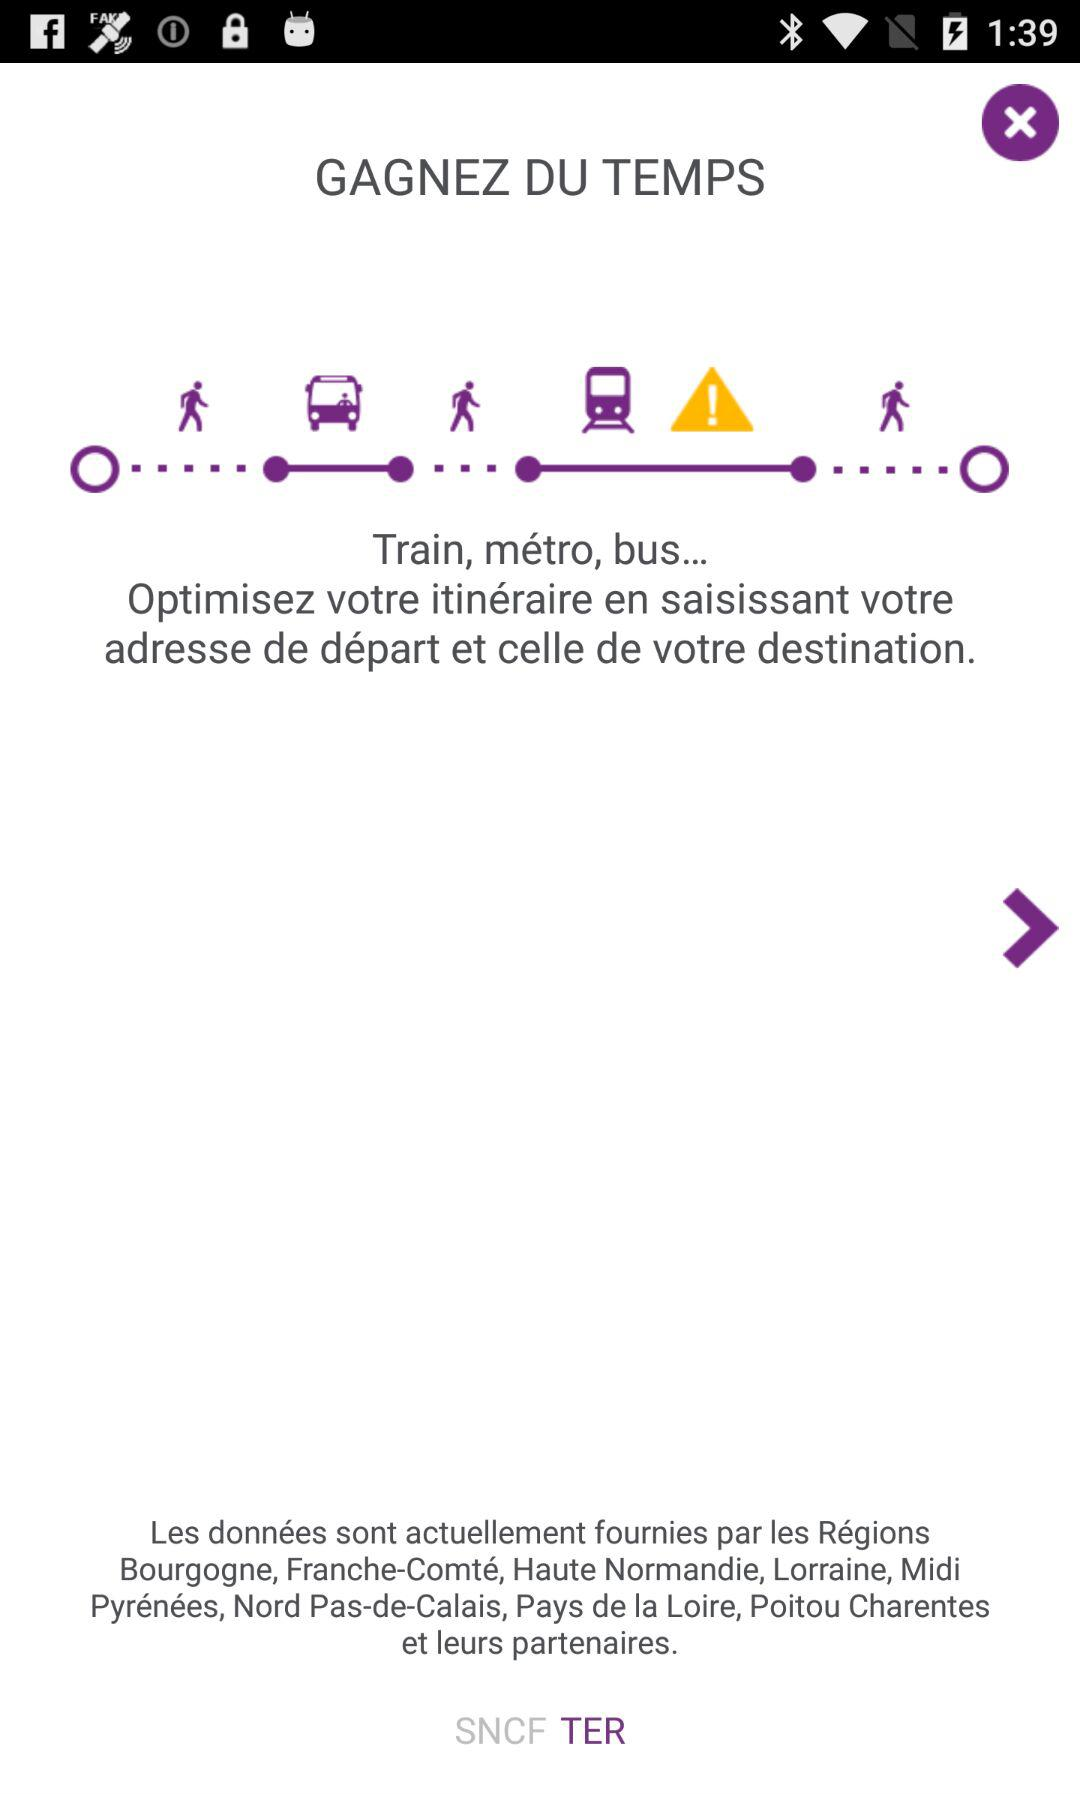 FAK
1:39
GAGNEZ DU TEMPS
Train, métro, bus...
Optimisez votre itinéraire en saisissant votre
adresse de départ et celle de votre destination.
Les données sont actuellement fournies par les Régions
Bourgogne, Franche-Comté, Haute Normandie, Lorraine, Midi
Pyrénées, Nord Pas-de-Calais, Pays de la Loire, Poitou Charentes
et leurs partenaires.
SNCF TER